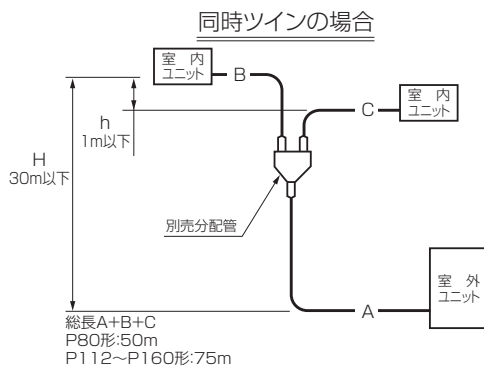 同時ツインの場合
室 内
ユニット
B
C
室 内
ユニット
h
1m以下
H
30m以下
別売分配管
室 外
ユニット
A
総長A+B+C
P80形:50m
P112～P160形:75m